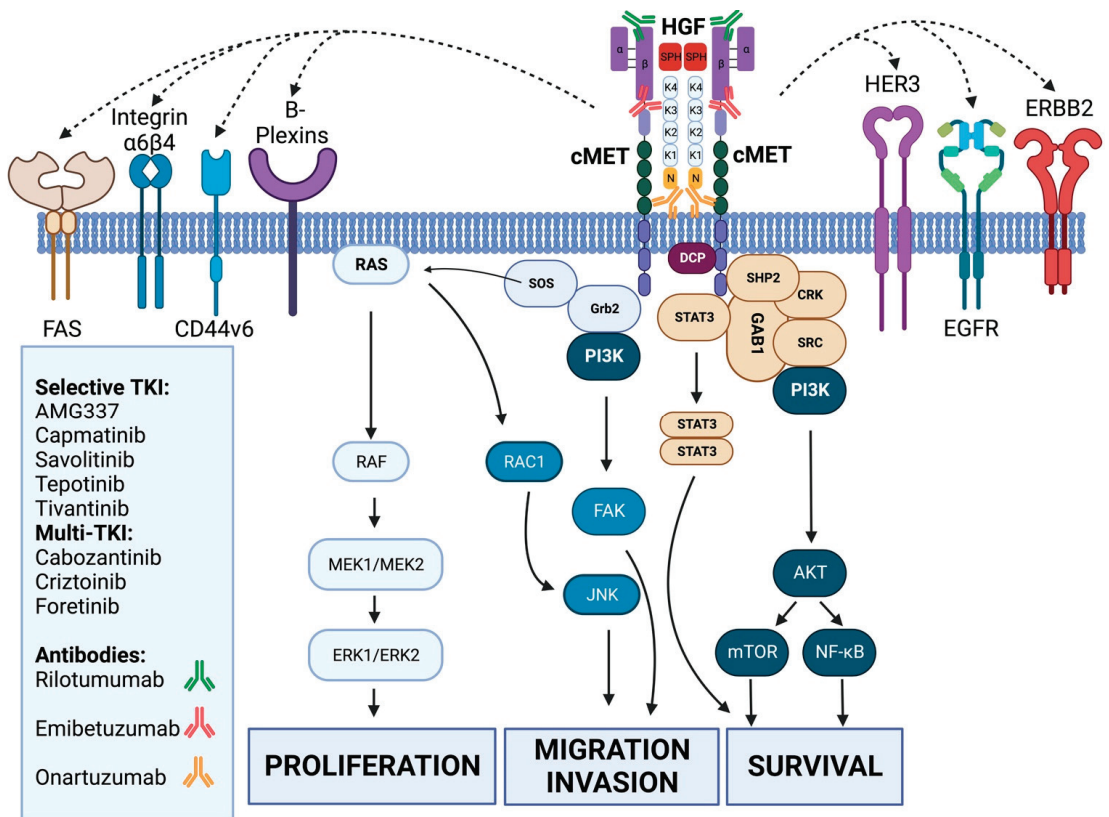 HGF
α
β
SPH
SPH
β
α
K4
K4
K3
K3
K2
K2
K1
K1
N
N
cMET
cMET
HER3
ERBB2
Integrin
α6β4
B-
Plexins
FAS
CD44v6
EGFR
RAS
SOS
Grb2
PI3K
DCP
STAT3
SHP2
CRK
GAB1
SRC
PI3K
STAT3
STAT3
RAF
RAC1
FAK
MEK1/MEK2
JNK
AKT
ERK1/ERK2
mTOR
NF-κB
PROLIFERATION
MIGRATION
INVASION
SURVIVAL
Selective TKI:
AMG337
Capmatinib
Savolitinib
Tepotinib
Tivantinib
Multi-TKI:
Cabozantinib
Criztoinib
Foretinib
Antibodies:
Rilotumumab
Emibetuzumab
Onartuzumab